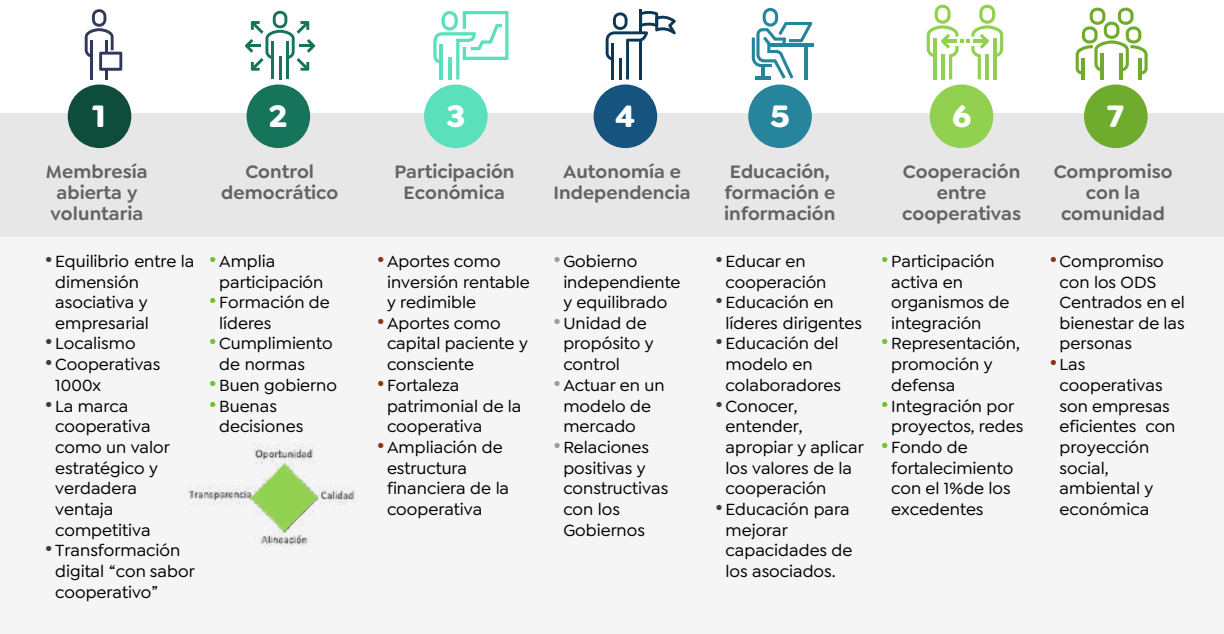 1
Membresía
abierta y
voluntaria
• Equilibrio entre la
dimensión
asociativa y
empresarial
• Localismo
• Cooperativas
1000x
• La marca
cooperativa
como un valor
estratégico y
verdadera
ventaja
competitiva
• Transformación
digital “con sabor
cooperativo”
2
Control
democrático
• Amplia
participación
• Formación de
líderes
• Cumplimiento
de normas
• Buen gobierno
• Buenas
decisiones
Oportunidad
Transparencia
Calidad
Alineación
3
Participación
Económica
• Aportes como
inversión rentable
y redimible
• Aportes como
capital paciente y
consciente
• Fortaleza
patrimonial de la
cooperativa
• Ampliación de
estructura
financiera de la
cooperativa
4
Autonomía e
Independencia
• Gobierno
independiente
y equilibrado
• Unidad de
propósito y
control
• Actuar en un
modelo de
mercado
• Relaciones
positivas y
constructivas
con los
Gobiernos
5
Educación,
formación e
información
• Educar en
cooperación
• Educación en
líderes dirigentes
• Educación del
modelo en
colaboradores
• Conocer,
entender,
apropiar y aplicar
los valores de la
cooperación
• Educación para
mejorar
capacidades de
los asociados.
6
Cooperación
entre
cooperativas
• Participación
activa en
organismos de
integración
• Representación,
promoción y
defensa
• Integración por
proyectos, redes
• Fondo de
fortalecimiento
con el 1%de los
excedentes
7
Compromiso
con la
comunidad
• Compromiso
con los ODS
Centrados en el
bienestar de las
personas
• Las
cooperativas
son empresas
eficientes con
proyección
social,
ambiental y
económica